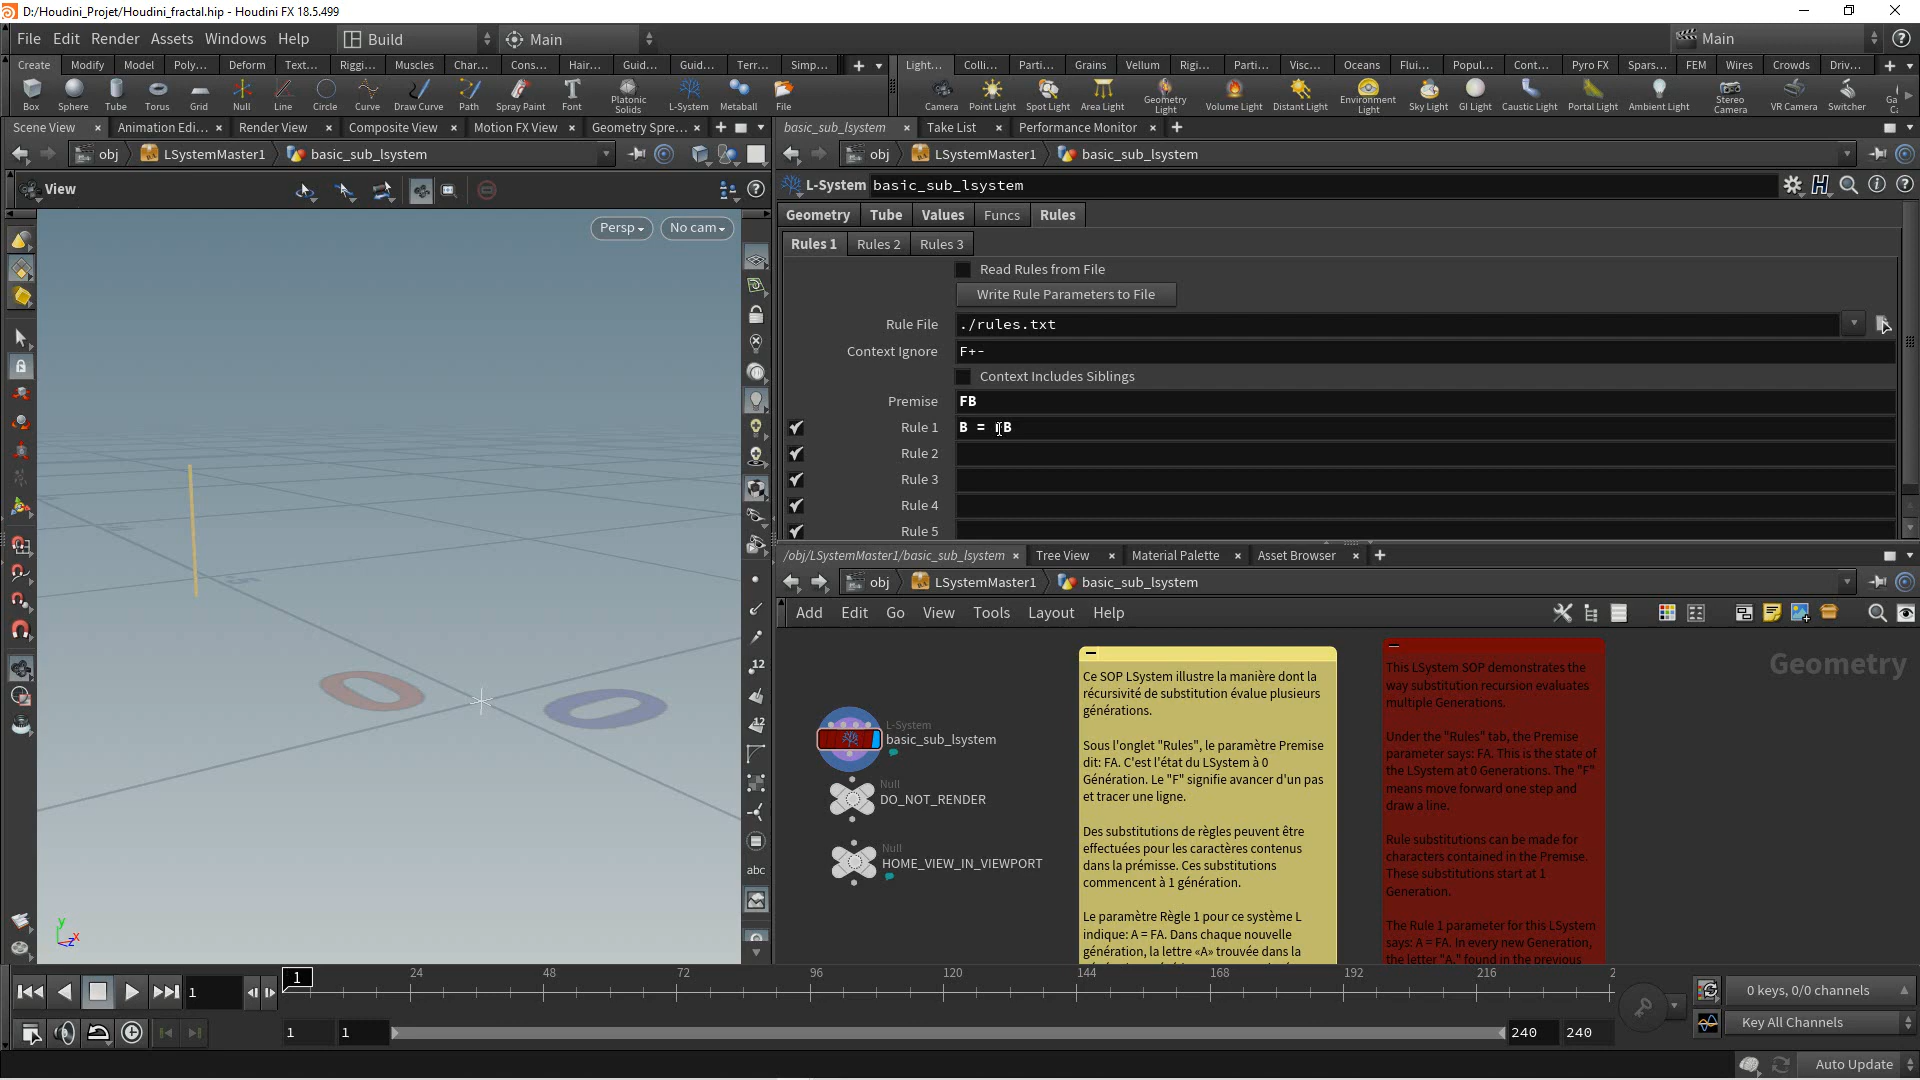 D:/Houdini_Projet/Houdini_fractal.hip - Houdini FX 18.5.499
File Edit Render Assets Windows Help Build Main Main
Create Modify Model Poly... Deform Text... Riggi... Muscles Char... Cons... Hair... Guid... Guid... Terr... Simp...
Light... Colli... Parti... Grains Vellum Rigi... Parti... Visc... Oceans Flui... Popul... Cont... Pyro FX Spars... FEM Wires Crowds Driv...
Box Sphere Tube Torus Grid Null Line Circle Curve Draw Curve Path Spray Paint Font Platonic Solids L-System Metaball File
Camera Point Light Spot Light Area Light Geometry Light Volume Light Distant Light Environment Light Sky Light GI Light Caustic Light Portal Light Ambient Light Stereo Camera VR Camera Switcher
Scene View Animation Edi... Render View Composite View Motion FX View Geometry Spre...
basic_sub_lsystem Take List Performance Monitor
obj LSystemMaster1 basic_sub_lsystem
obj LSystemMaster1 basic_sub_lsystem
View
Persp No cam
L-System basic_sub_lsystem
Geometry Tube Values Funcs Rules
Rules 1 Rules 2 Rules 3
Read Rules from File
Write Rule Parameters to File
Rule File ./rules.txt
Context Ignore F+-
Context Includes Siblings
Premise FB
Rule 1 B = B
Rule 2
Rule 3
Rule 4
Rule 5
/obj/LSystemMaster1/basic_sub_lsystem Tree View Material Palette Asset Browser
obj LSystemMaster1 basic_sub_lsystem
Add Edit Go View Tools Layout Help
Geometry
L-System
basic_sub_lsystem
Null
DO_NOT_RENDER
Null
HOME_VIEW_IN_VIEWPORT
Ce SOP LSystem illustre la manière dont la
récursivité de substitution évalue plusieurs
générations.
Sous l'onglet "Rules", le paramètre Premise
dit: FA. C'est l'état du LSystem à 0
Génération. Le "F" signifie avancer d'un pas
et tracer une ligne.
Des substitutions de règles peuvent être
effectuées pour les caractères contenus
dans la prémisse. Ces substitutions
commencent à 1 génération.
Le paramètre Règle 1 pour ce système L
indique: A = FA. Dans chaque nouvelle
génération, la lettre «A» trouvée dans la
This LSystem SOP demonstrates the
way substitution recursion evaluates
multiple Generations.
Under the "Rules" tab, the Premise
parameter says: FA. This is the state of
the LSystem at 0 Generations. The "F"
means move forward one step and
draw a line.
Rule substitutions can be made for
characters contained in the Premise.
These substitutions start at 1
Generation.
The Rule 1 parameter for this LSystem
says: A = FA. In every new Generation,
the letter "A," found in the previous
12
12
abc
y
x
z
1 1 24 48 72 96 120 144 168 192 216 2
0 keys, 0/0 channels
1 1 240 240
Key All Channels
Auto Update